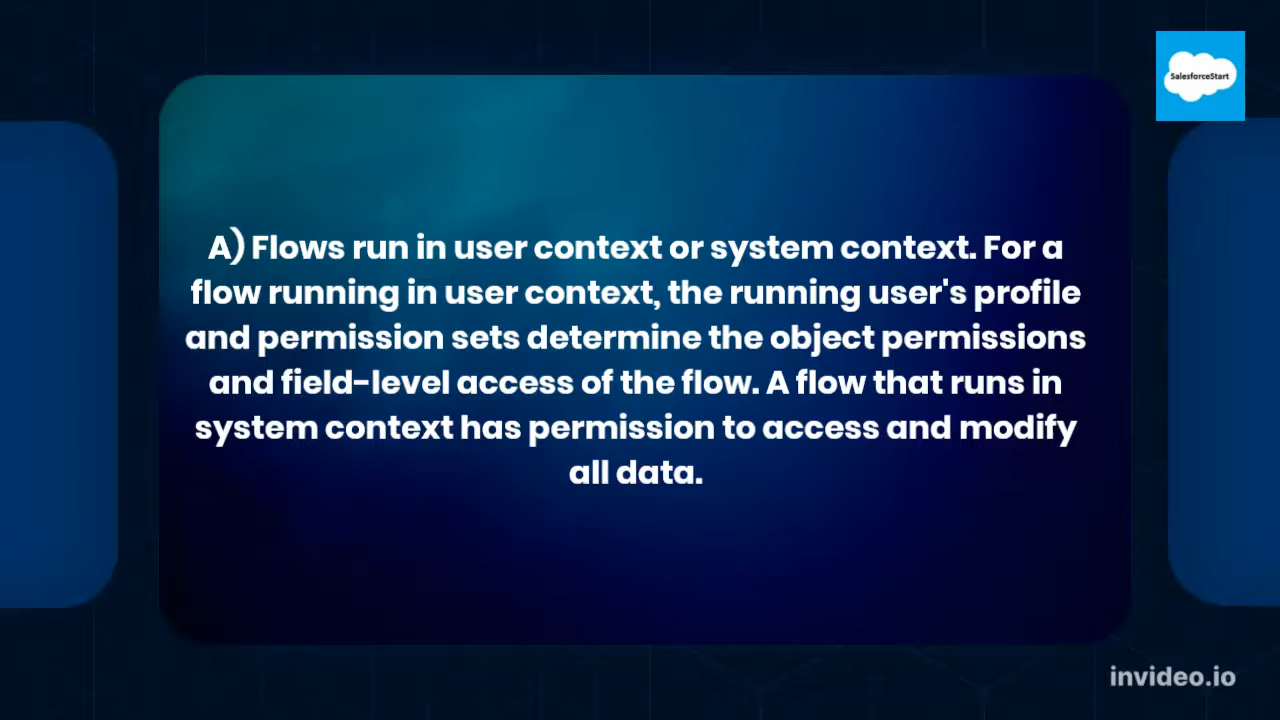 SalesforceStart
A) Flows run in user context or system context. For a
flow running in user context, the running user's profile
and permission sets determine the object permissions
and field-level access of the flow. A flow that runs in
system context has permission to access and modify
all data.
invideo.io